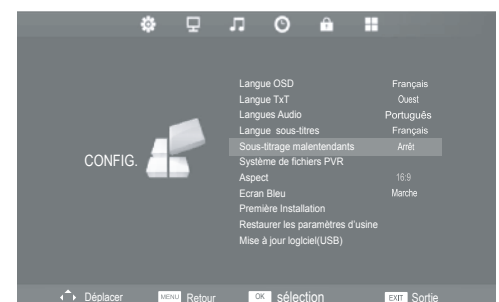 Langue OSD Français
Langue TxT Ouest
Langues Audio Português
Langue sous-titres Français
Sous-titrage malentendants Arrêt
CONFIG.
Système de fichiers PVR
Aspect 16:9
Ecran Bleu Marche
Première Installation
Restaurer les paramètres d'usine
Mise à jour loglciel(USB)
Déplacer MENU Retour OK sélection EXIT Sortie